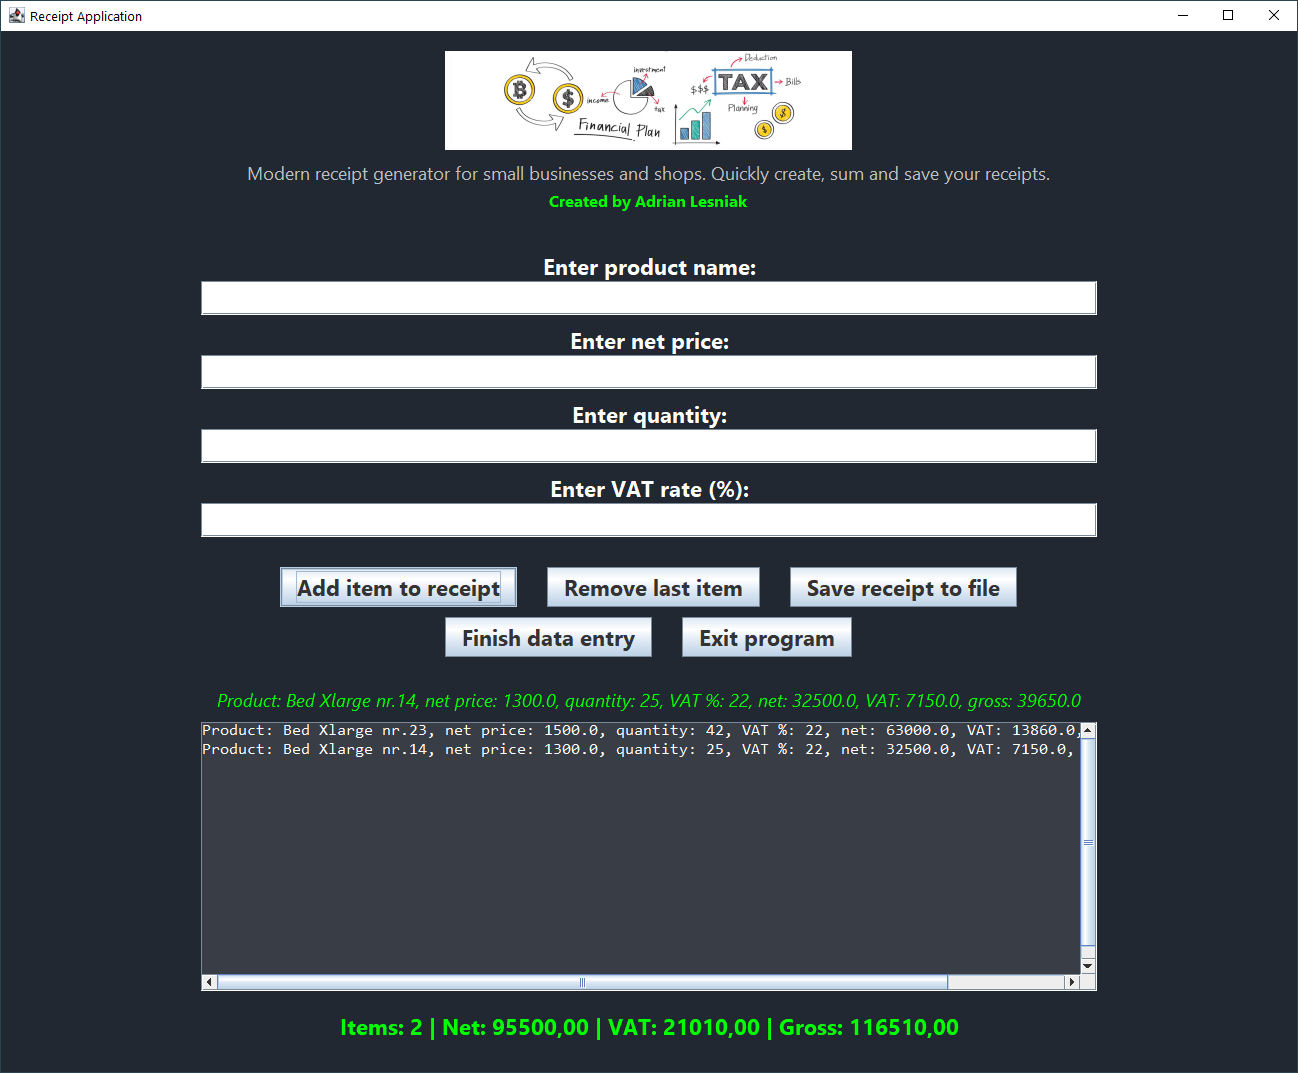 Receipt Application
Deduction
investment
TAX
$$$
Bills
income
tax
Planning
Financial Plan
Modern receipt generator for small businesses and shops. Quickly create, sum and save your receipts.
Created by Adrian Lesniak
Enter product name:
Enter net price:
Enter quantity:
Enter VAT rate (%):
Add item to receipt Remove last item Save receipt to file
Finish data entry Exit program
Product: Bed Xlarge nr.14, net price: 1300.0, quantity: 25, VAT %: 22, net: 32500.0, VAT: 7150.0, gross: 39650.0
Product: Bed Xlarge nr.23, net price: 1500.0, quantity: 42, VAT %: 22, net: 63000.0, VAT: 13860.0,
Product: Bed Xlarge nr.14, net price: 1300.0, quantity: 25, VAT %: 22, net: 32500.0, VAT: 7150.0,
Items: 2 | Net: 95500,00 | VAT: 21010,00 | Gross: 116510,00